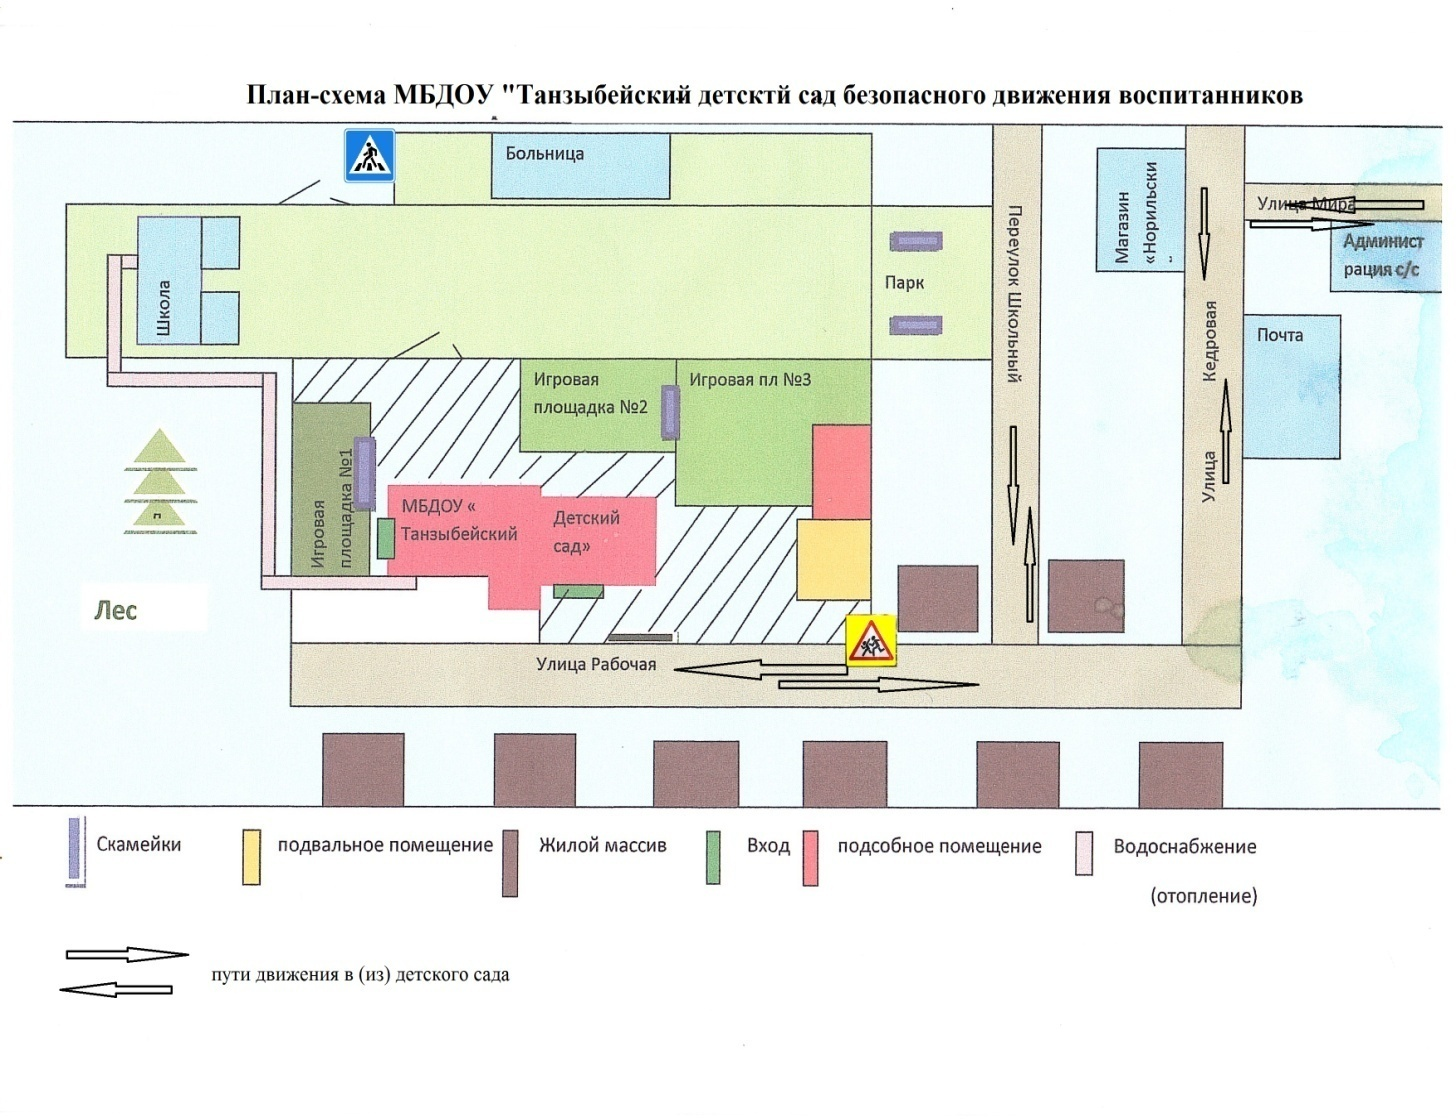 План-схема МБДОУ "Танзыбейский детсктй сад безопасного движения воспитанников
Больница
Школа
Парк
Переулок Школьный
Магазин
«Норильски
Улица Мира
Админист
рация с/с
Улица Кедровая
Почта
Игровая
площадка №2
Игровая пл №3
Игровая
площадка №1
МБДОУ «
Танзыбейский
Детский
сад»
Лес
Улица Рабочая
Скамейки
подвальное помещение
Жилой массив
Вход
подсобное помещение
Водоснабжение
(отопление)
пути движения в (из) детского сада